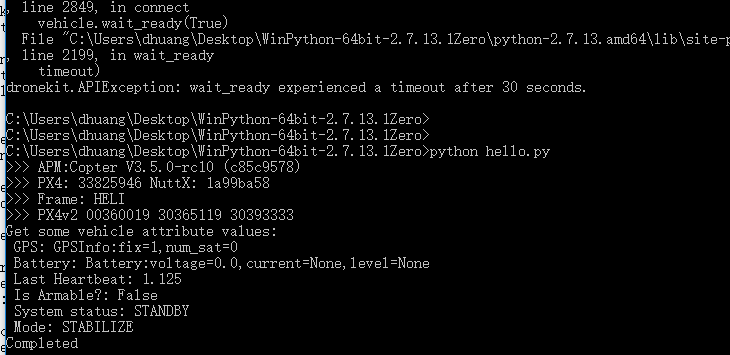 , line 2849, in connect
vehicle.wait_ready(True)
File "C:\Users\dhuang\Desktop\WinPython-64bit-2.7.13.1Zero\python-2.7.13.amd64\lib\site-p
, line 2199, in wait_ready
timeout)
dronekit.APIException: wait_ready experienced a timeout after 30 seconds.
C:\Users\dhuang\Desktop\WinPython-64bit-2.7.13.1Zero>
C:\Users\dhuang\Desktop\WinPython-64bit-2.7.13.1Zero>
C:\Users\dhuang\Desktop\WinPython-64bit-2.7.13.1Zero>python hello.py
>>> APM:Copter V3.5.0-rc10 (c85c9578)
>>> PX4: 33825946 NuttX: 1a99ba58
>>> Frame: HELI
>>> PX4v2 00360019 30365119 30393333
Get some vehicle attribute values:
GPS: GPSInfo:fix=1,num_sat=0
Battery: Battery:voltage=0.0,current=None,level=None
Last Heartbeat: 1.125
Is Armable?: False
System status: STANDBY
Mode: STABILIZE
Completed